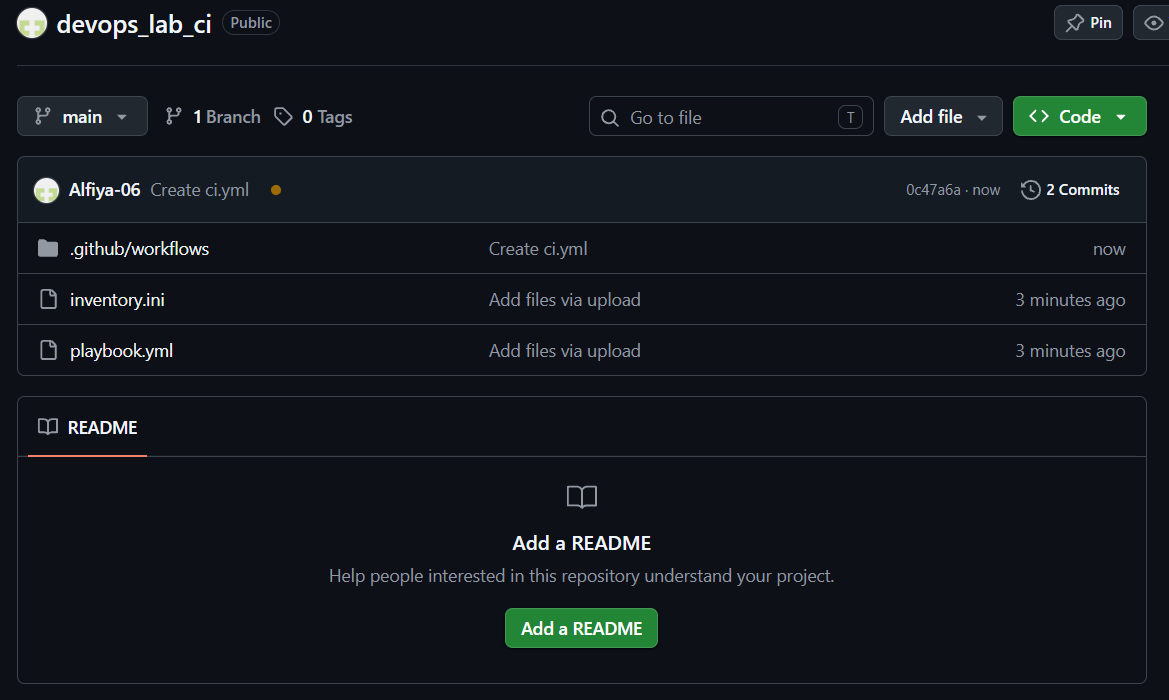 devops_lab_ci Public Pin
main 1 Branch 0 Tags Go to file T Add file Code
Alfiya-06 Create ci.yml 0c47a6a · now 2 Commits
.github/workflows Create ci.yml now
inventory.ini Add files via upload 3 minutes ago
playbook.yml Add files via upload 3 minutes ago
README
Add a README
Help people interested in this repository understand your project.
Add a README